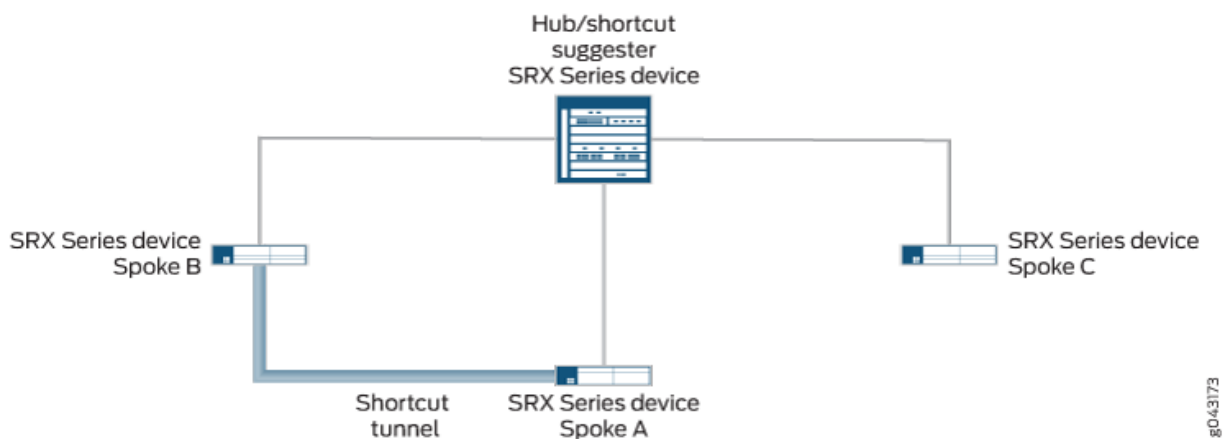 Hub/shortcut
suggester
SRX Series device
SRX Series device
Spoke B
SRX Series device
Spoke C
Shortcut
tunnel
SRX Series device
Spoke A
g043173